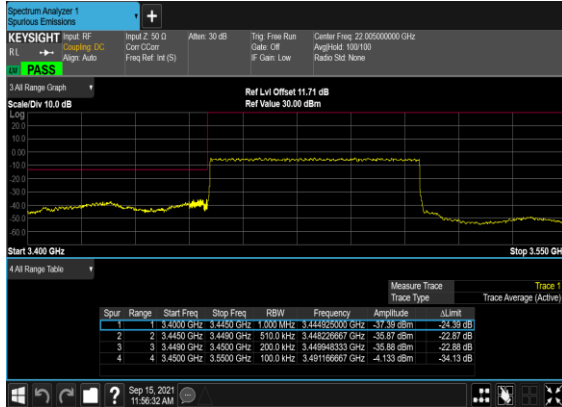 Spectrum Analyzer 1
Spurious Emissions
+
KEYSIGHT Input: RF Input Z: 50 Ω Atten: 30 dB Trig: Free Run Center Freq: 22.005000000 GHz
RL Coupling: DC Corr CCorr Gate: Off Avg|Hold: 100/100
Align: Auto Freq Ref: Int (S) IF Gain: Low Radio Std: None
PASS
3 All Range Graph
Ref Lvl Offset 11.71 dB
Scale/Div 10.0 dB Ref Value 30.00 dBm
Log
20.0
10.0
0.00
-10.0
-20.0
-30.0
-40.0
-50.0
-60.0
Start 3.400 GHz Stop 3.550 GH
4 All Range Table
Measure Trace Trace 1
Trace Type Trace Average (Active)
Spur Range Start Freq Stop Freq RBW Frequency Amplitude ΔLimit
1 1 3.4000 GHz 3.4450 GHz 1.000 MHz 3.444925000 GHz -37.39 dBm -24.39 dB
2 2 3.4450 GHz 3.4490 GHz 510.0 kHz 3.448226667 GHz -35.87 dBm -22.87 dB
3 3 3.4490 GHz 3.4500 GHz 200.0 kHz 3.449948333 GHz -35.88 dBm -22.88 dB
4 4 3.4500 GHz 3.5500 GHz 100.0 kHz 3.491166667 GHz -4.133 dBm -34.13 dB
? Sep 15, 2021
11:56:32 AM